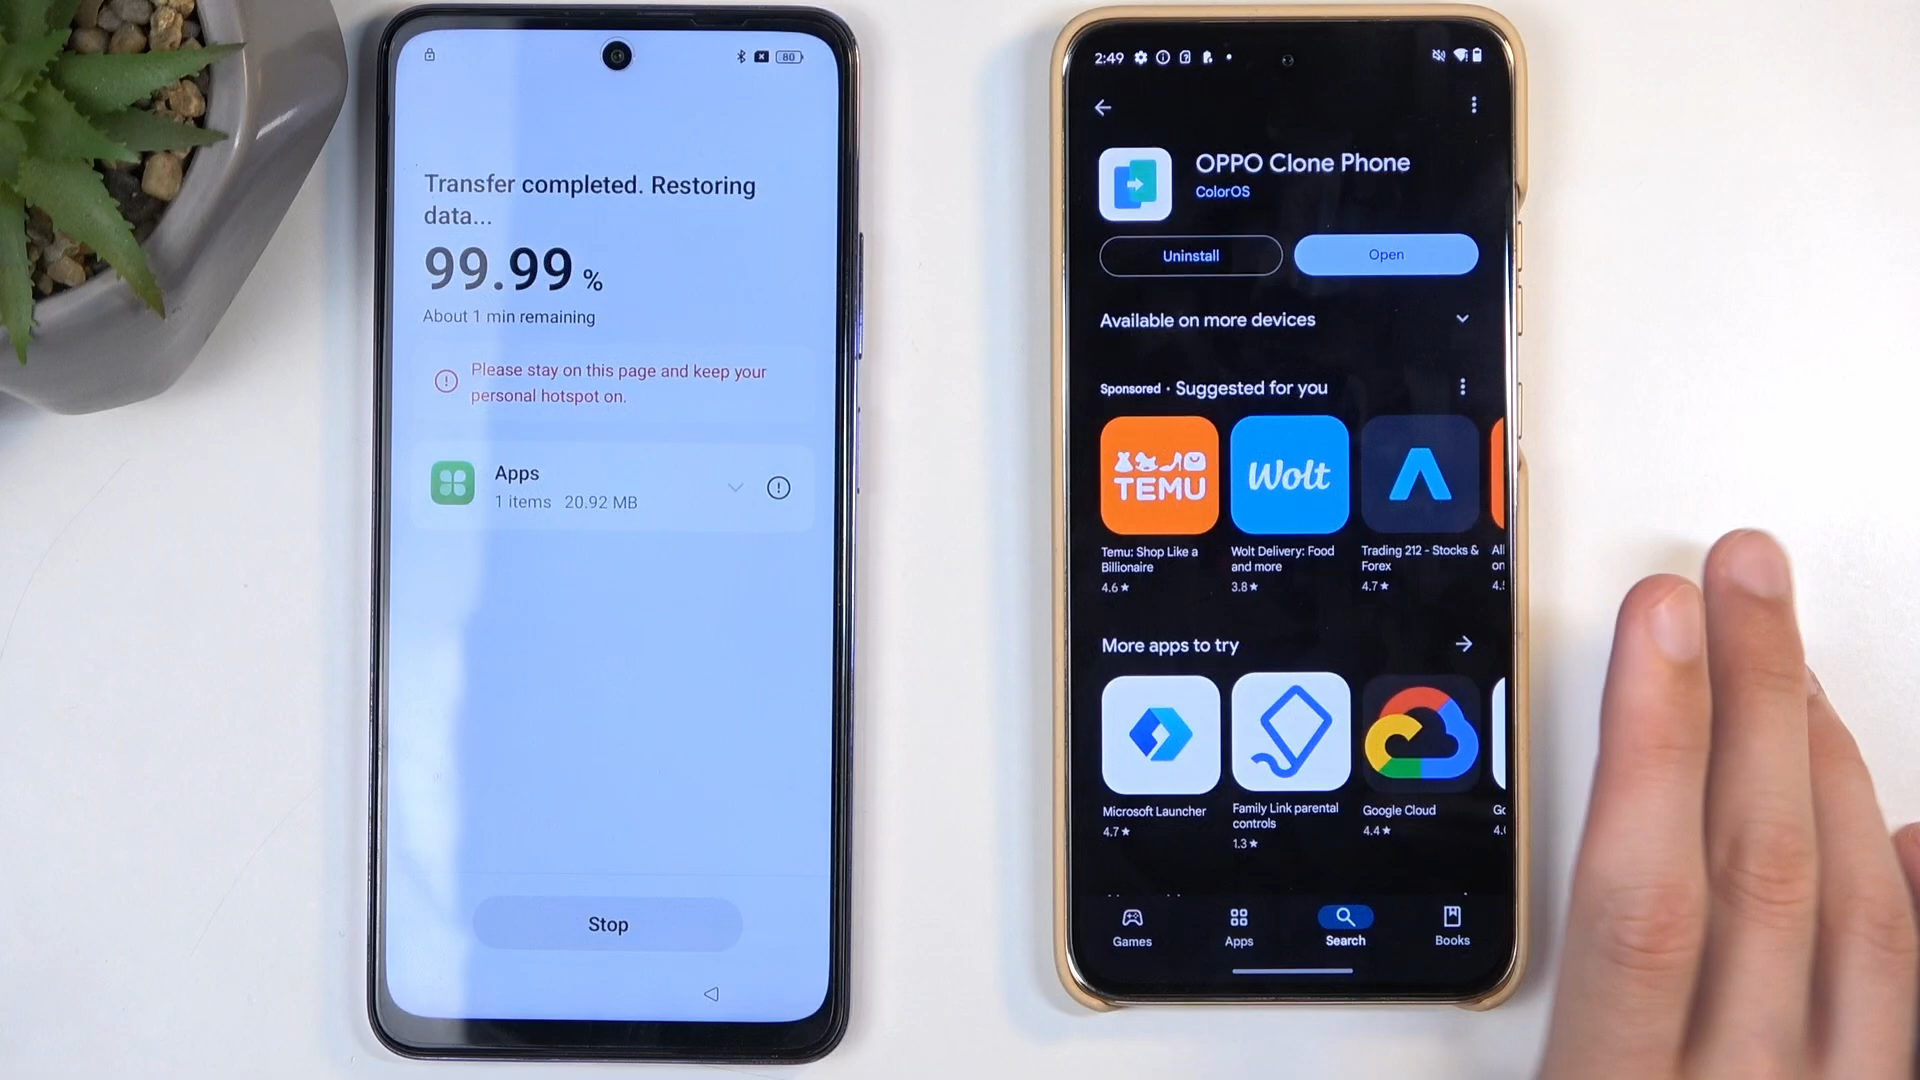 80
Transfer completed. Restoring
data...
99.99 %
About 1 min remaining
Please stay on this page and keep your
personal hotspot on.
Apps
1 items 20.92 MB
Stop
2:49
OPPO Clone Phone
ColorOS
Uninstall
Open
Available on more devices
Sponsored · Suggested for you
TEMU
Wolt
Temu: Shop Like a
Billionaire
4.6★
Wolt Delivery: Food
and more
3.8★
Trading 212 - Stocks &
Forex
4.7★
More apps to try
Microsoft Launcher
4.7★
Family Link parental
controls
1.3★
Google Cloud
4.4★
Games
Apps
Search
Books